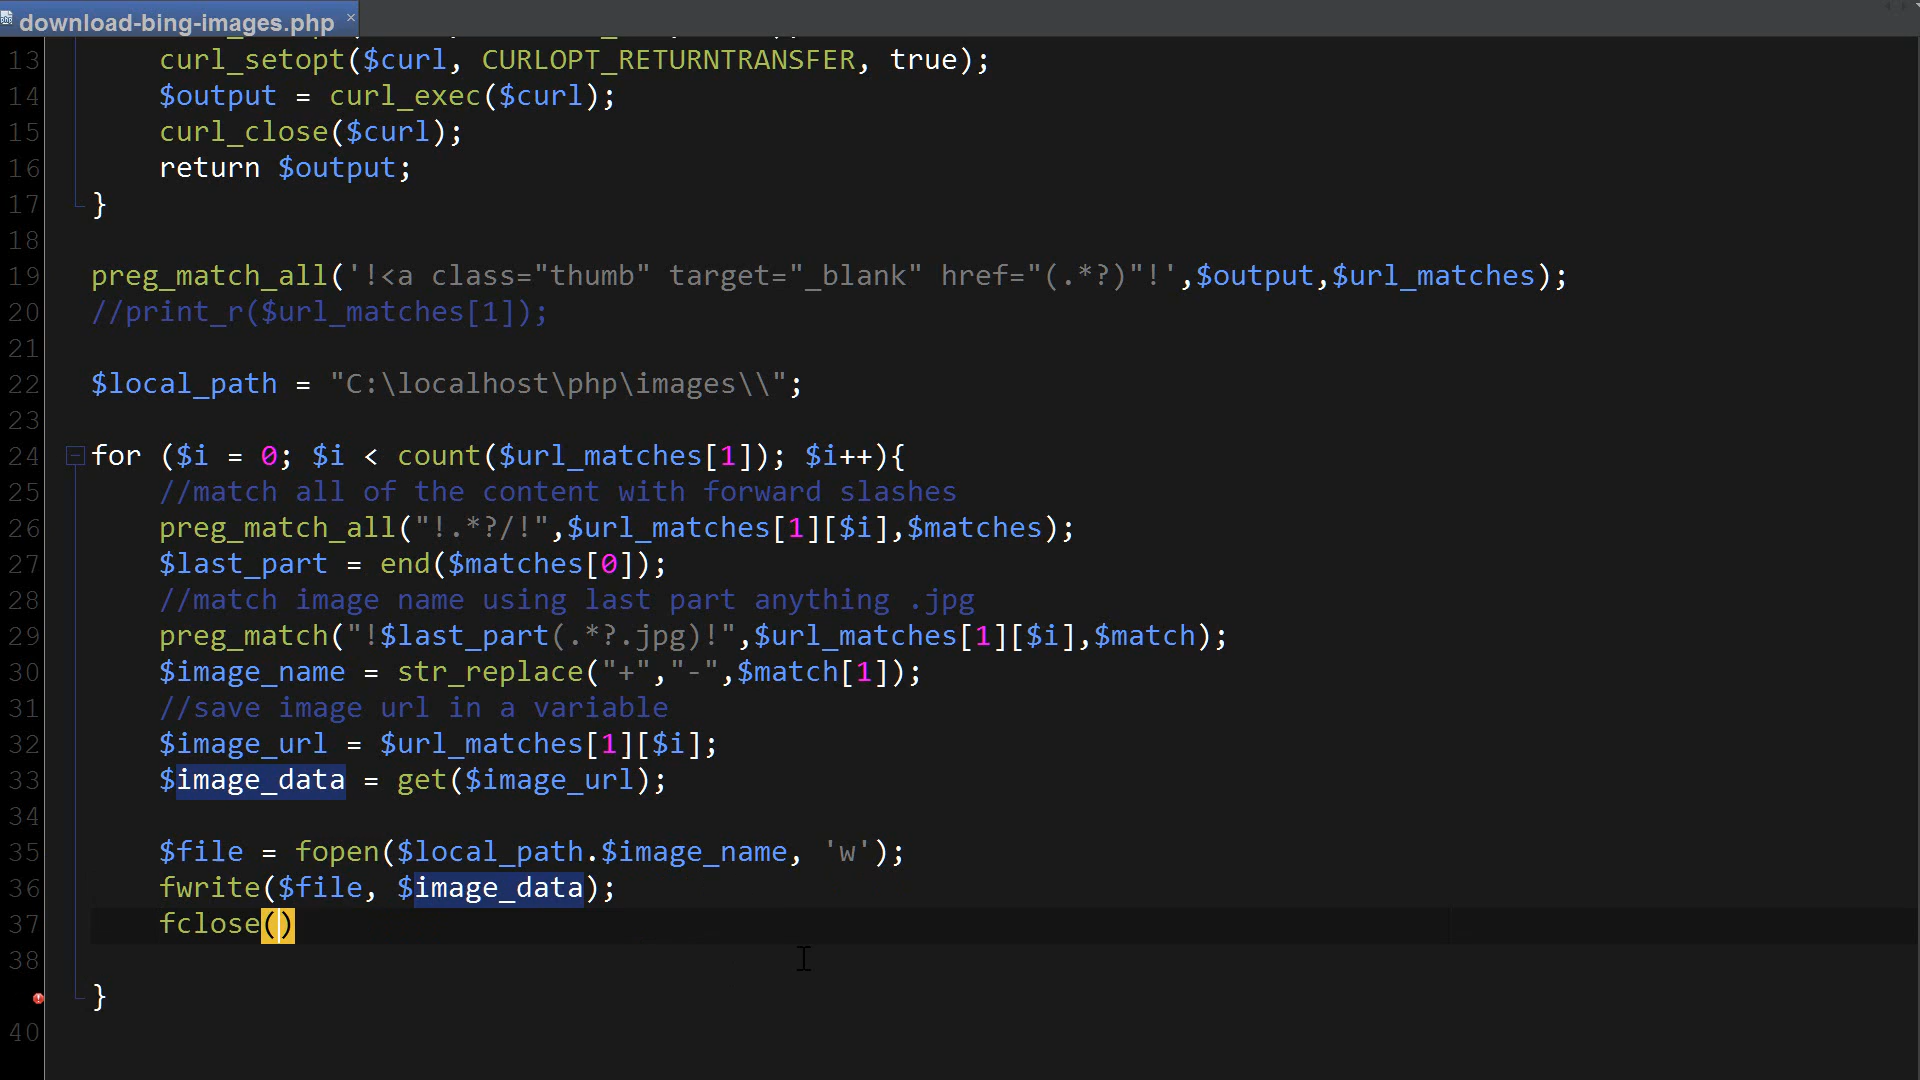 download-bing-images.php ×
13 curl_setopt($curl, CURLOPT_RETURNTRANSFER, true);
14 $output = curl_exec($curl);
15 curl_close($curl);
16 return $output;
17 }
18
19 preg_match_all('!<a class="thumb" target="_blank" href="(.*?)"!',$output,$url_matches);
20 //print_r($url_matches[1]);
21
22 $local_path = "C:\localhost\php\images\\";
23
24 for ($i = 0; $i < count($url_matches[1]); $i++){
25 //match all of the content with forward slashes
26 preg_match_all("!.*?/!",$url_matches[1][$i],$matches);
27 $last_part = end($matches[0]);
28 //match image name using last part anything .jpg
29 preg_match("!$last_part(.*?.jpg)!",$url_matches[1][$i],$match);
30 $image_name = str_replace("+","-",$match[1]);
31 //save image url in a variable
32 $image_url = $url_matches[1][$i];
33 $image_data = get($image_url);
34
35 $file = fopen($local_path.$image_name, 'w');
36 fwrite($file, $image_data);
37 fclose()
38
}
40